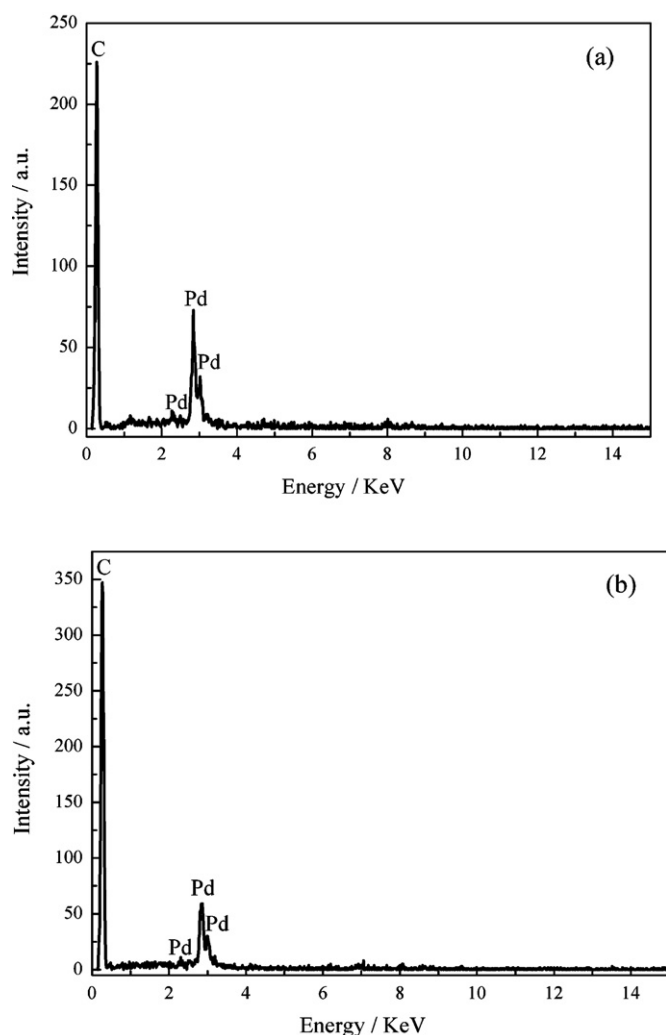 250
C
(a)
200
150
Intensity / a.u.
100
Pd
50
Pd
Pd
0
0 2 4 6 8 10 12 14
Energy / KeV
350
C
(b)
300
250
200
Intensity / a.u.
150
100
Pd
50
Pd
Pd
0
0 2 4 6 8 10 12 14
Energy / KeV